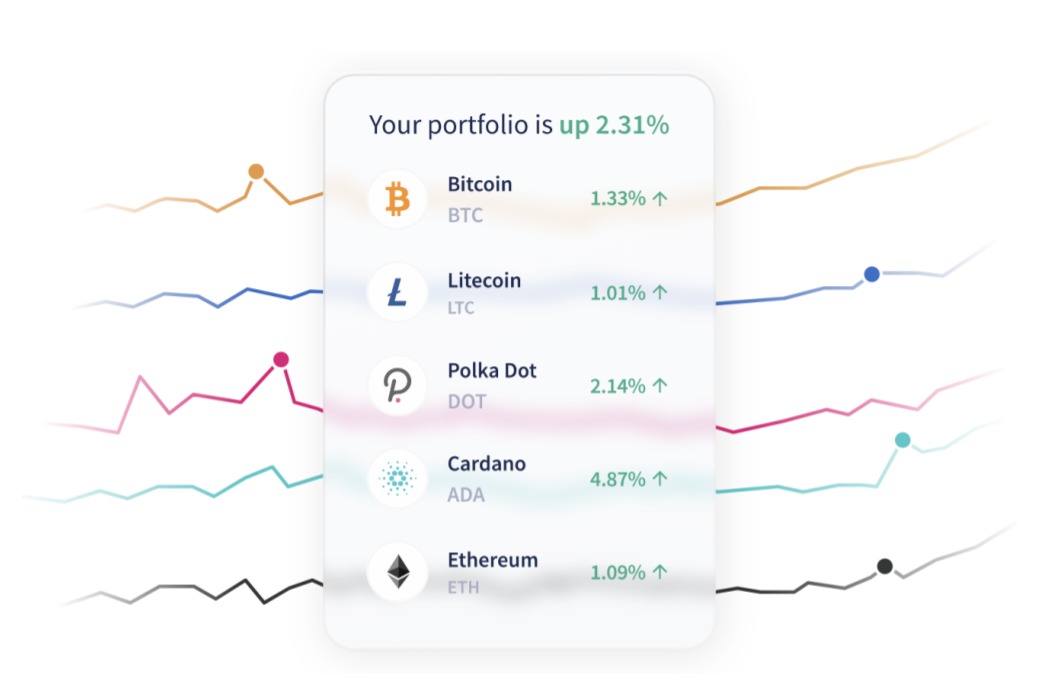 Your portfolio is up 2.31%
Bitcoin
BTC
1.33% ↑
Litecoin
LTC
1.01% ↑
Polka Dot
DOT
2.14% ↑
Cardano
ADA
4.87% ↑
Ethereum
ETH
1.09% ↑